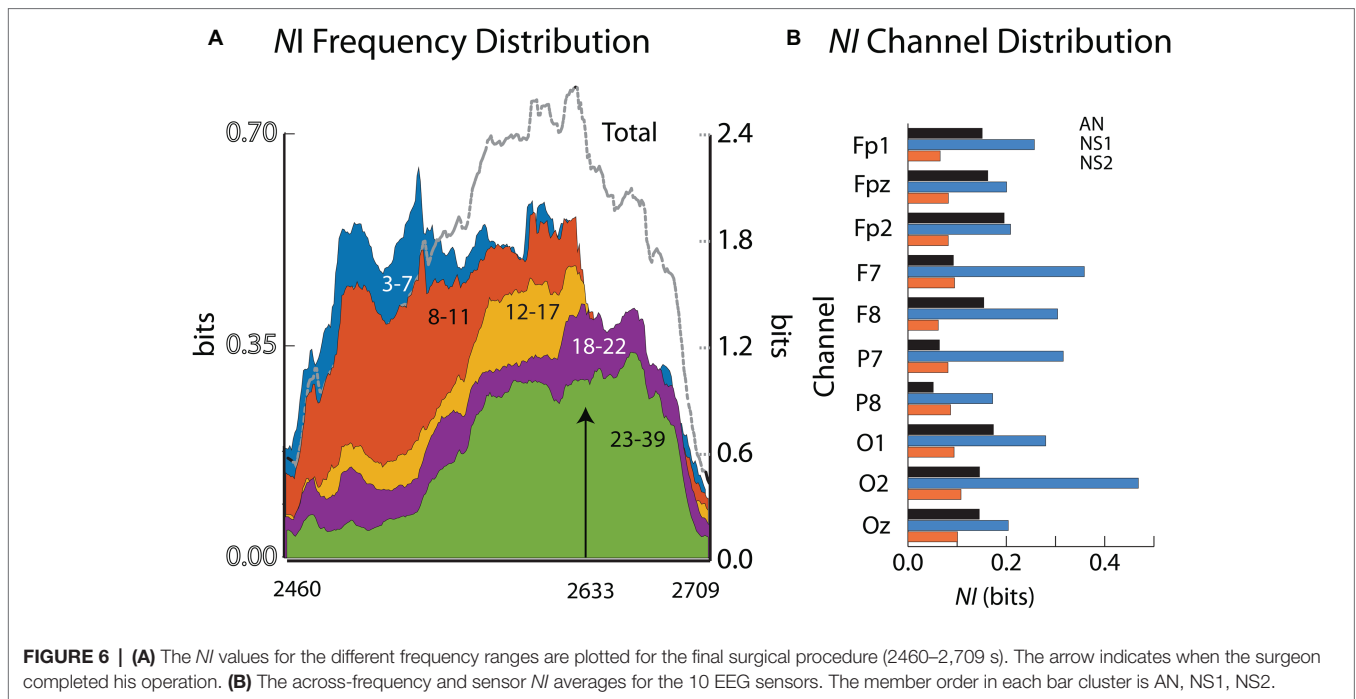 A NI Frequency Distribution
0.70
0.35
0.00
bits
Total
2.4
1.8
1.2
0.6
0.0
bits
3-7
8-11
12-17
18-22
23-39
2460
2633
2709
B NI Channel Distribution
AN
NS1
NS2
Channel
Fp1
Fpz
Fp2
F7
F8
P7
P8
O1
O2
Oz
0.0
0.2
0.4
NI (bits)
FIGURE 6 | (A) The NI values for the different frequency ranges are plotted for the final surgical procedure (2460–2,709 s). The arrow indicates when the surgeon
completed his operation. (B) The across-frequency and sensor NI averages for the 10 EEG sensors. The member order in each bar cluster is AN, NS1, NS2.